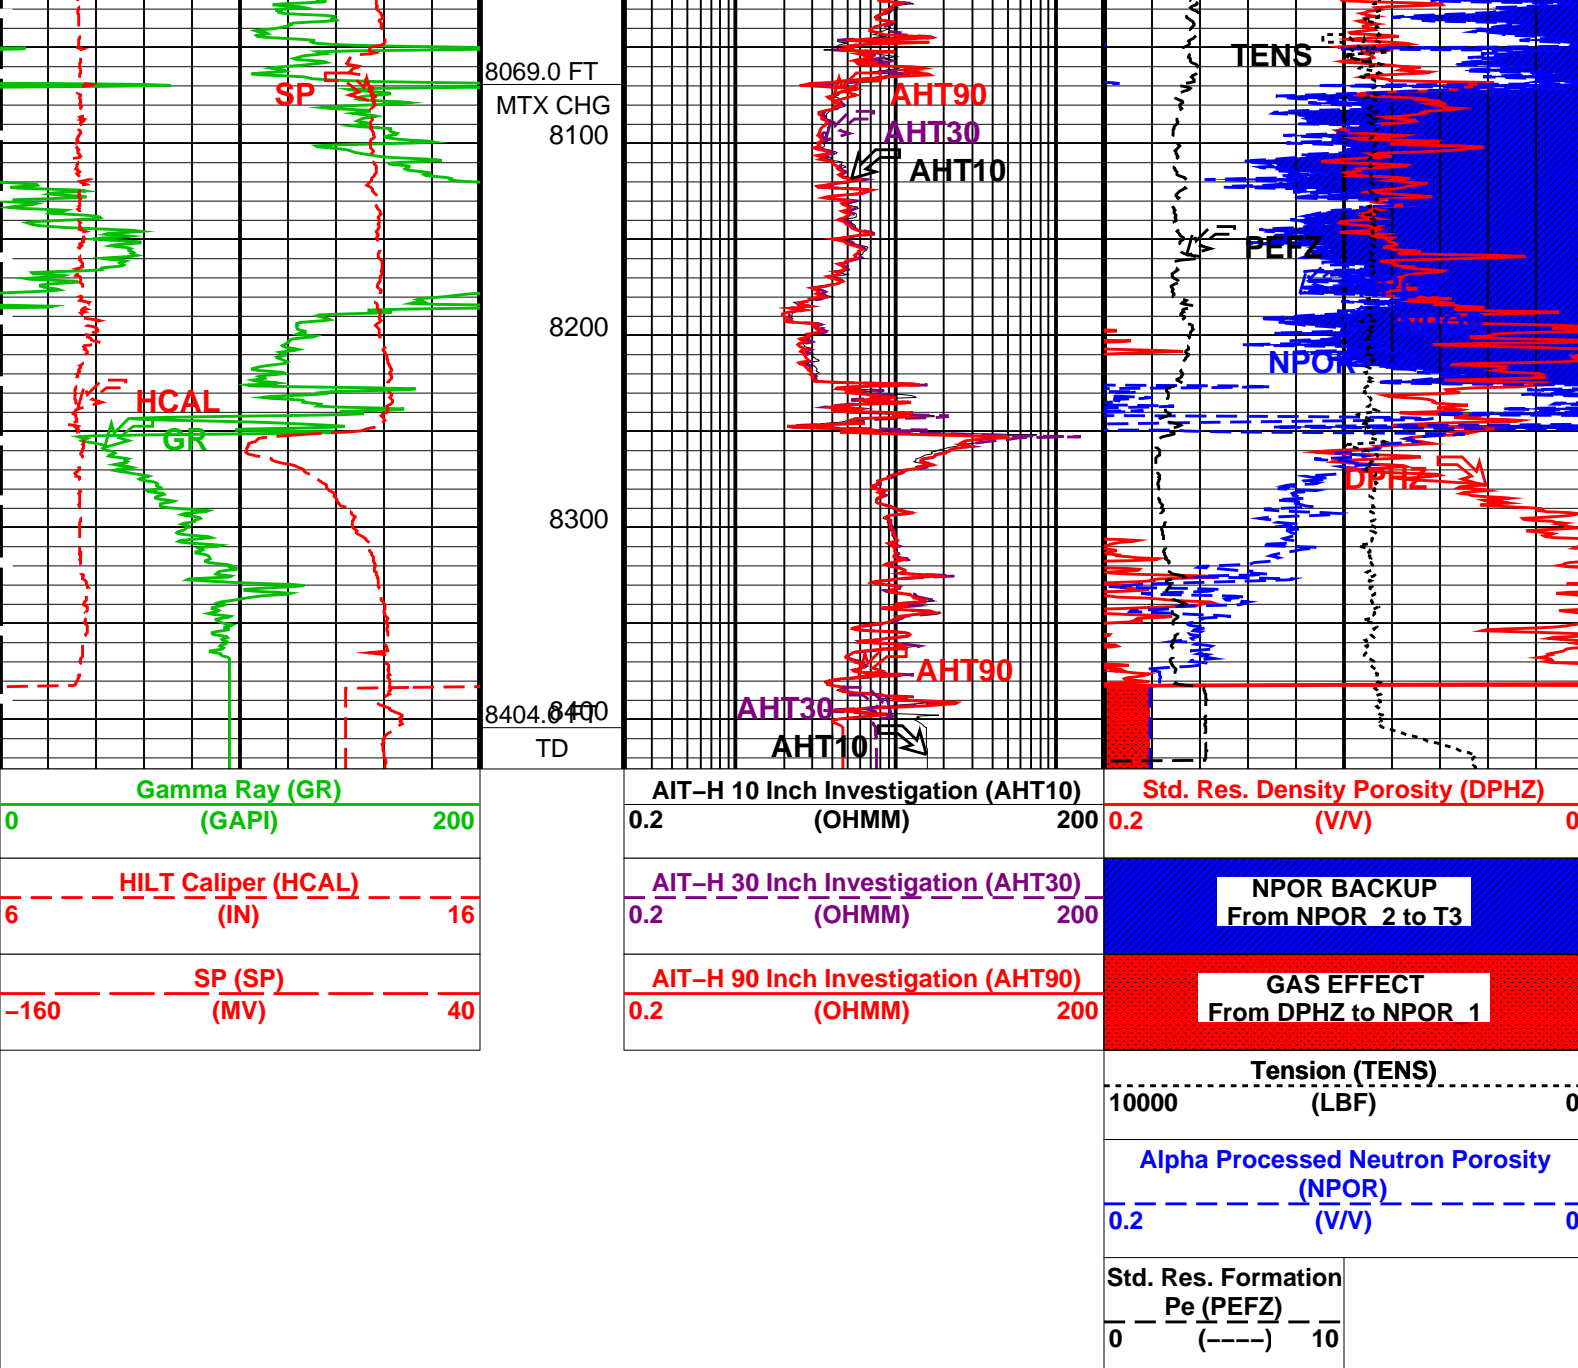 TENS
8069.0 FT
SP
AHT90
MTX CHG
AHT30
8100
AHT10
PEFZ
8200
NPOR
HCAL
GR
DPHZ
8300
AHT90
AHT30
8400
8404.0 FT
AHT10
TD
Gamma Ray (GR)
0 (GAPI) 200
HILT Caliper (HCAL)
6 (IN) 16
SP (SP)
−160 (MV) 40
AIT−H 10 Inch Investigation (AHT10)
0.2 (OHMM) 200
AIT−H 30 Inch Investigation (AHT30)
0.2 (OHMM) 200
AIT−H 90 Inch Investigation (AHT90)
0.2 (OHMM) 200
Std. Res. Density Porosity (DPHZ)
0.2 (V/V) 0
NPOR BACKUP
From NPOR_2 to T3
GAS EFFECT
From DPHZ to NPOR_1
Tension (TENS)
10000 (LBF) 0
Alpha Processed Neutron Porosity
(NPOR)
0.2 (V/V) 0
Std. Res. Formation
Pe (PEFZ)
0 (−−−−) 10